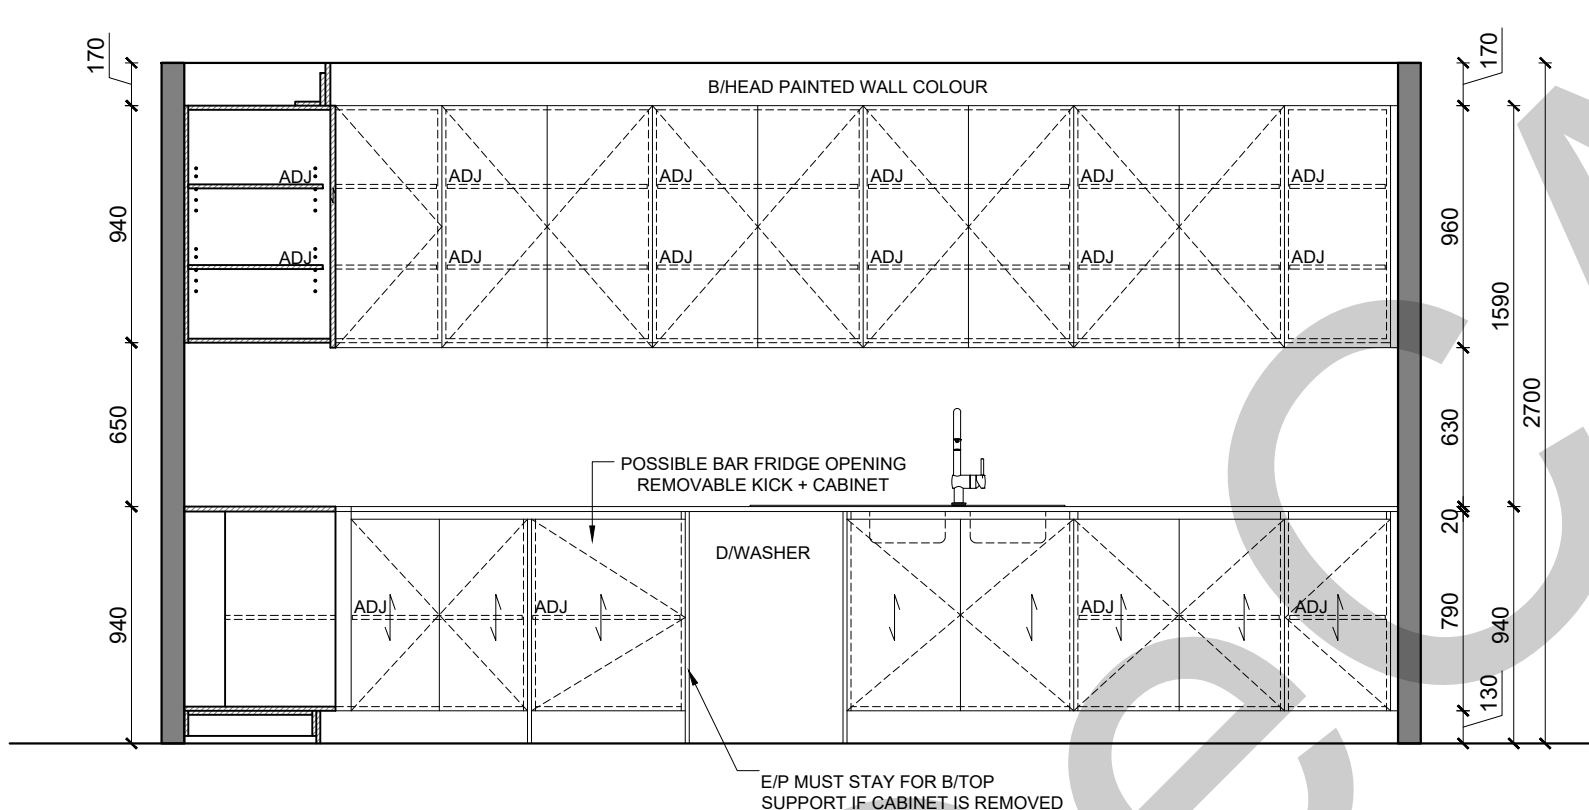 170
170
B/HEAD PAINTED WALL COLOUR
ADJ
ADJ
ADJ
ADJ
ADJ
ADJ
940
960
ADJ
ADJ
ADJ
ADJ
ADJ
ADJ
1590
2700
650
630
POSSIBLE BAR FRIDGE OPENING
REMOVABLE KICK + CABINET
20
D/WASHER
940
ADJ
ADJ
ADJ
ADJ
790
940
130
E/P MUST STAY FOR B/TOP
SUPPORT IF CABINET IS REMOVED